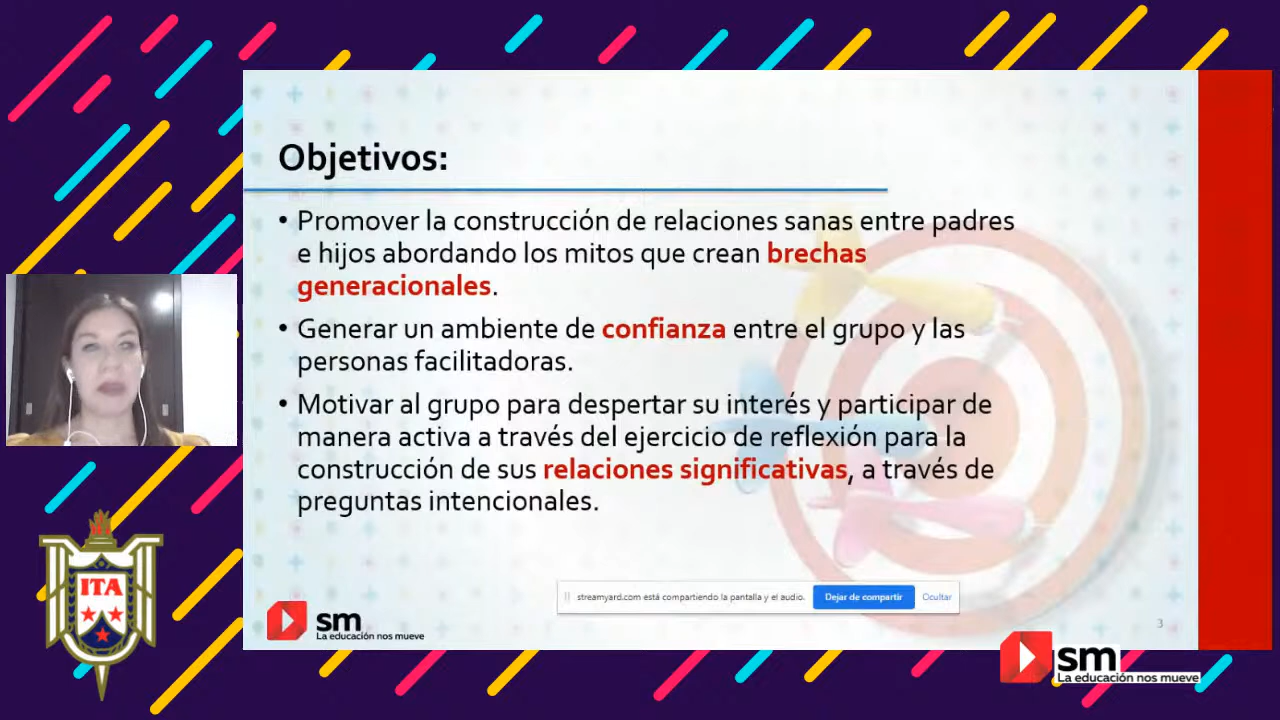 Objetivos:
• Promover la construcción de relaciones sanas entre padres
e hijos abordando los mitos que crean brechas
generacionales.
• Generar un ambiente de confianza entre el grupo y las
personas facilitadoras.
• Motivar al grupo para despertar su interés y participar de
manera activa a través del ejercicio de reflexión para la
construcción de sus relaciones significativas, a través de
preguntas intencionales.
ITA
streamyard.com está compartiendo la pantalla y el audio.
Dejar de compartir
Ocultar
sm
La educación nos mueve
3
sm
La educación nos mueve